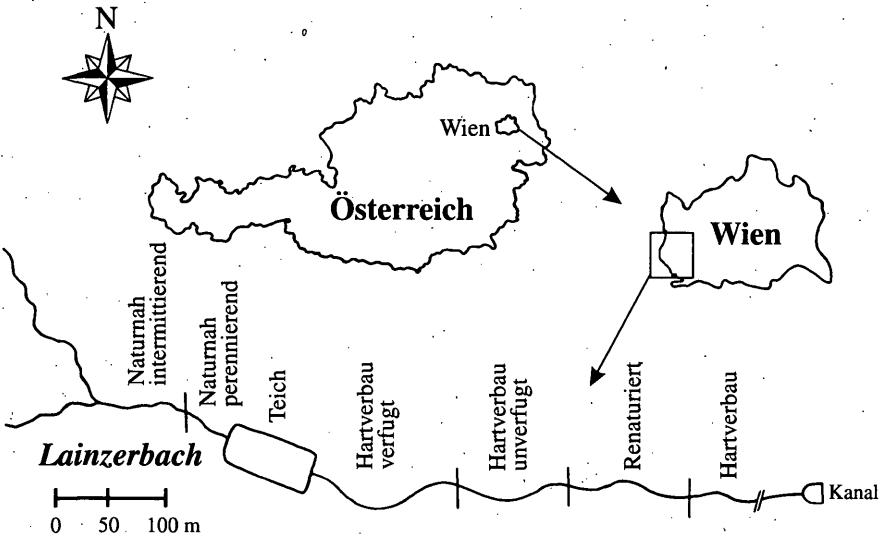 N
Wien
Österreich
Wien
Naturnah
intermittierend
Naturnah
perennierend
Teich
Hartverbau
verfugt
Hartverbau
unverfugt
Renaturiert
Hartverbau
Lainzerbach
Kanal
0 50 100 m